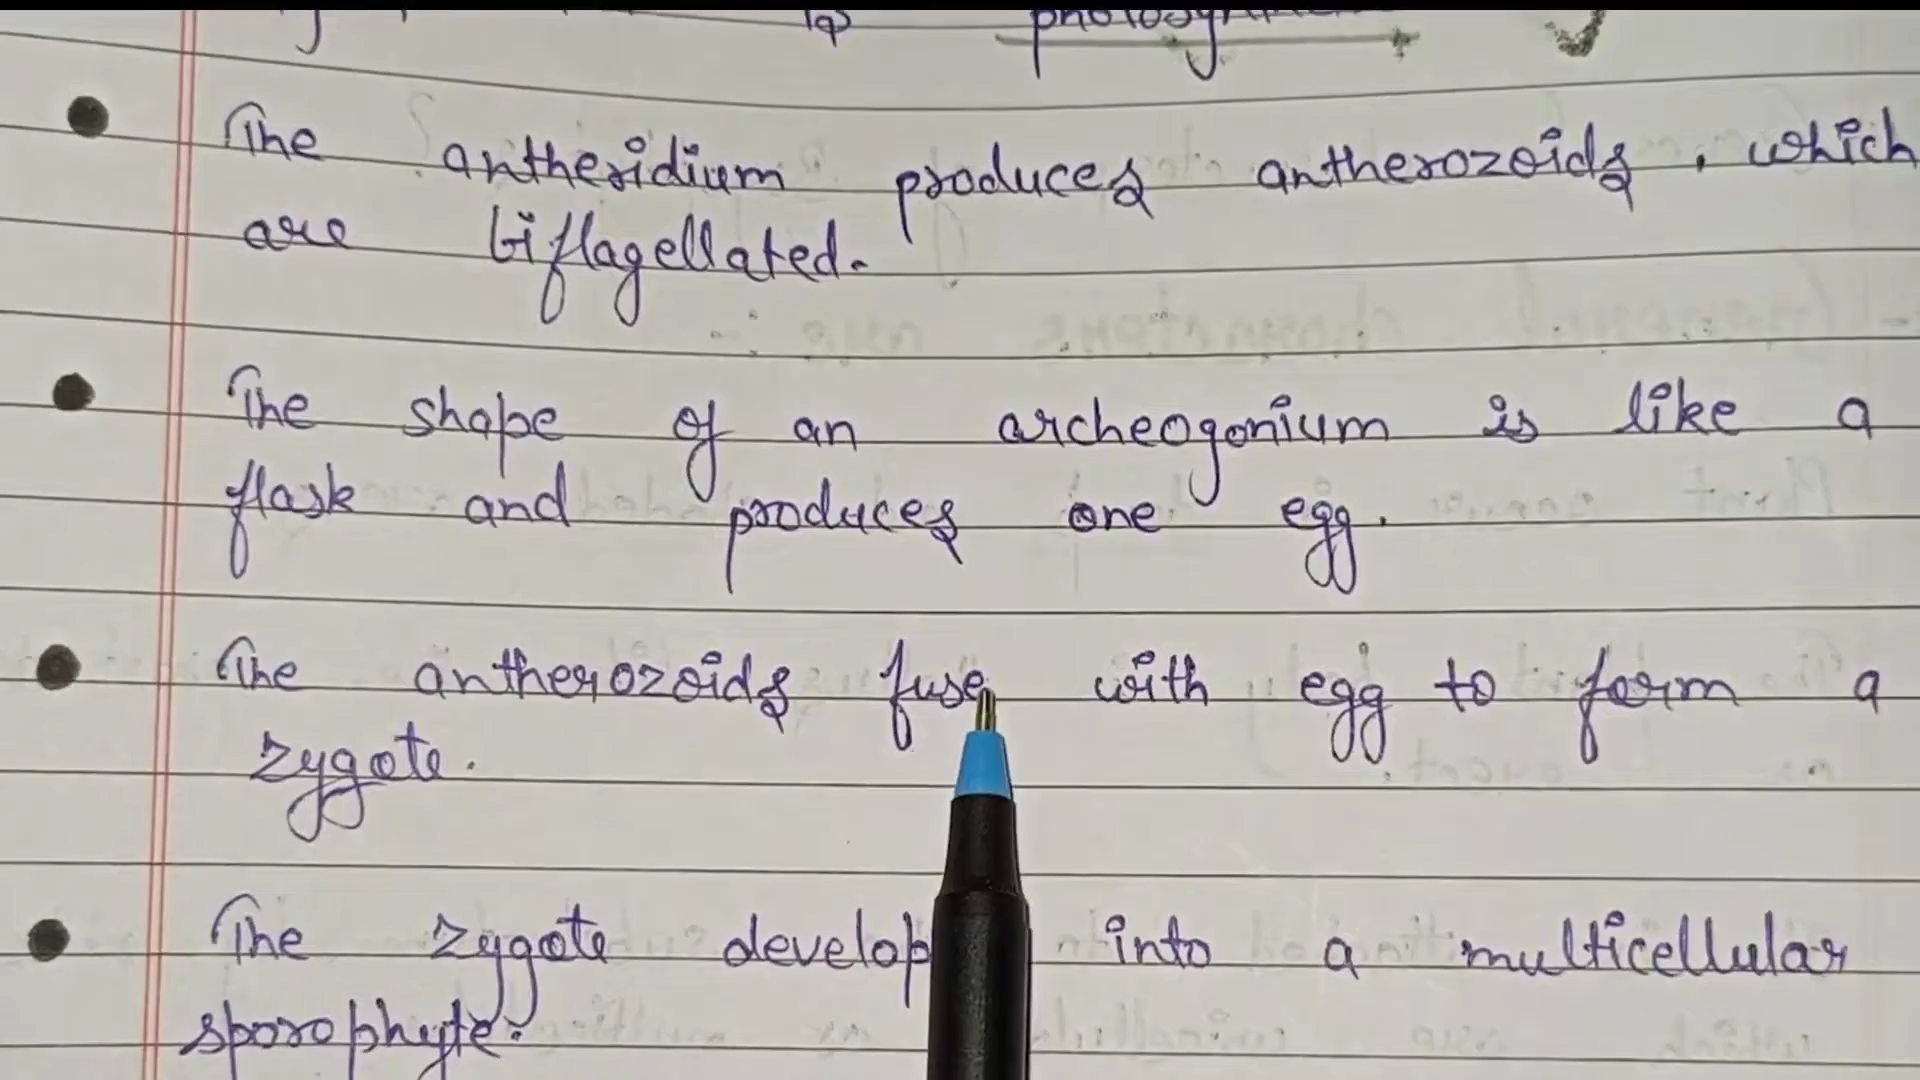 The antheridium produces antherozoids, which
are biflagellated.
The shape of an archeogonium is like a
flask and produces one egg.
The antherozoids fuse with egg to form a
zygote.
The zygote develop into a multicellular
sporophyte.